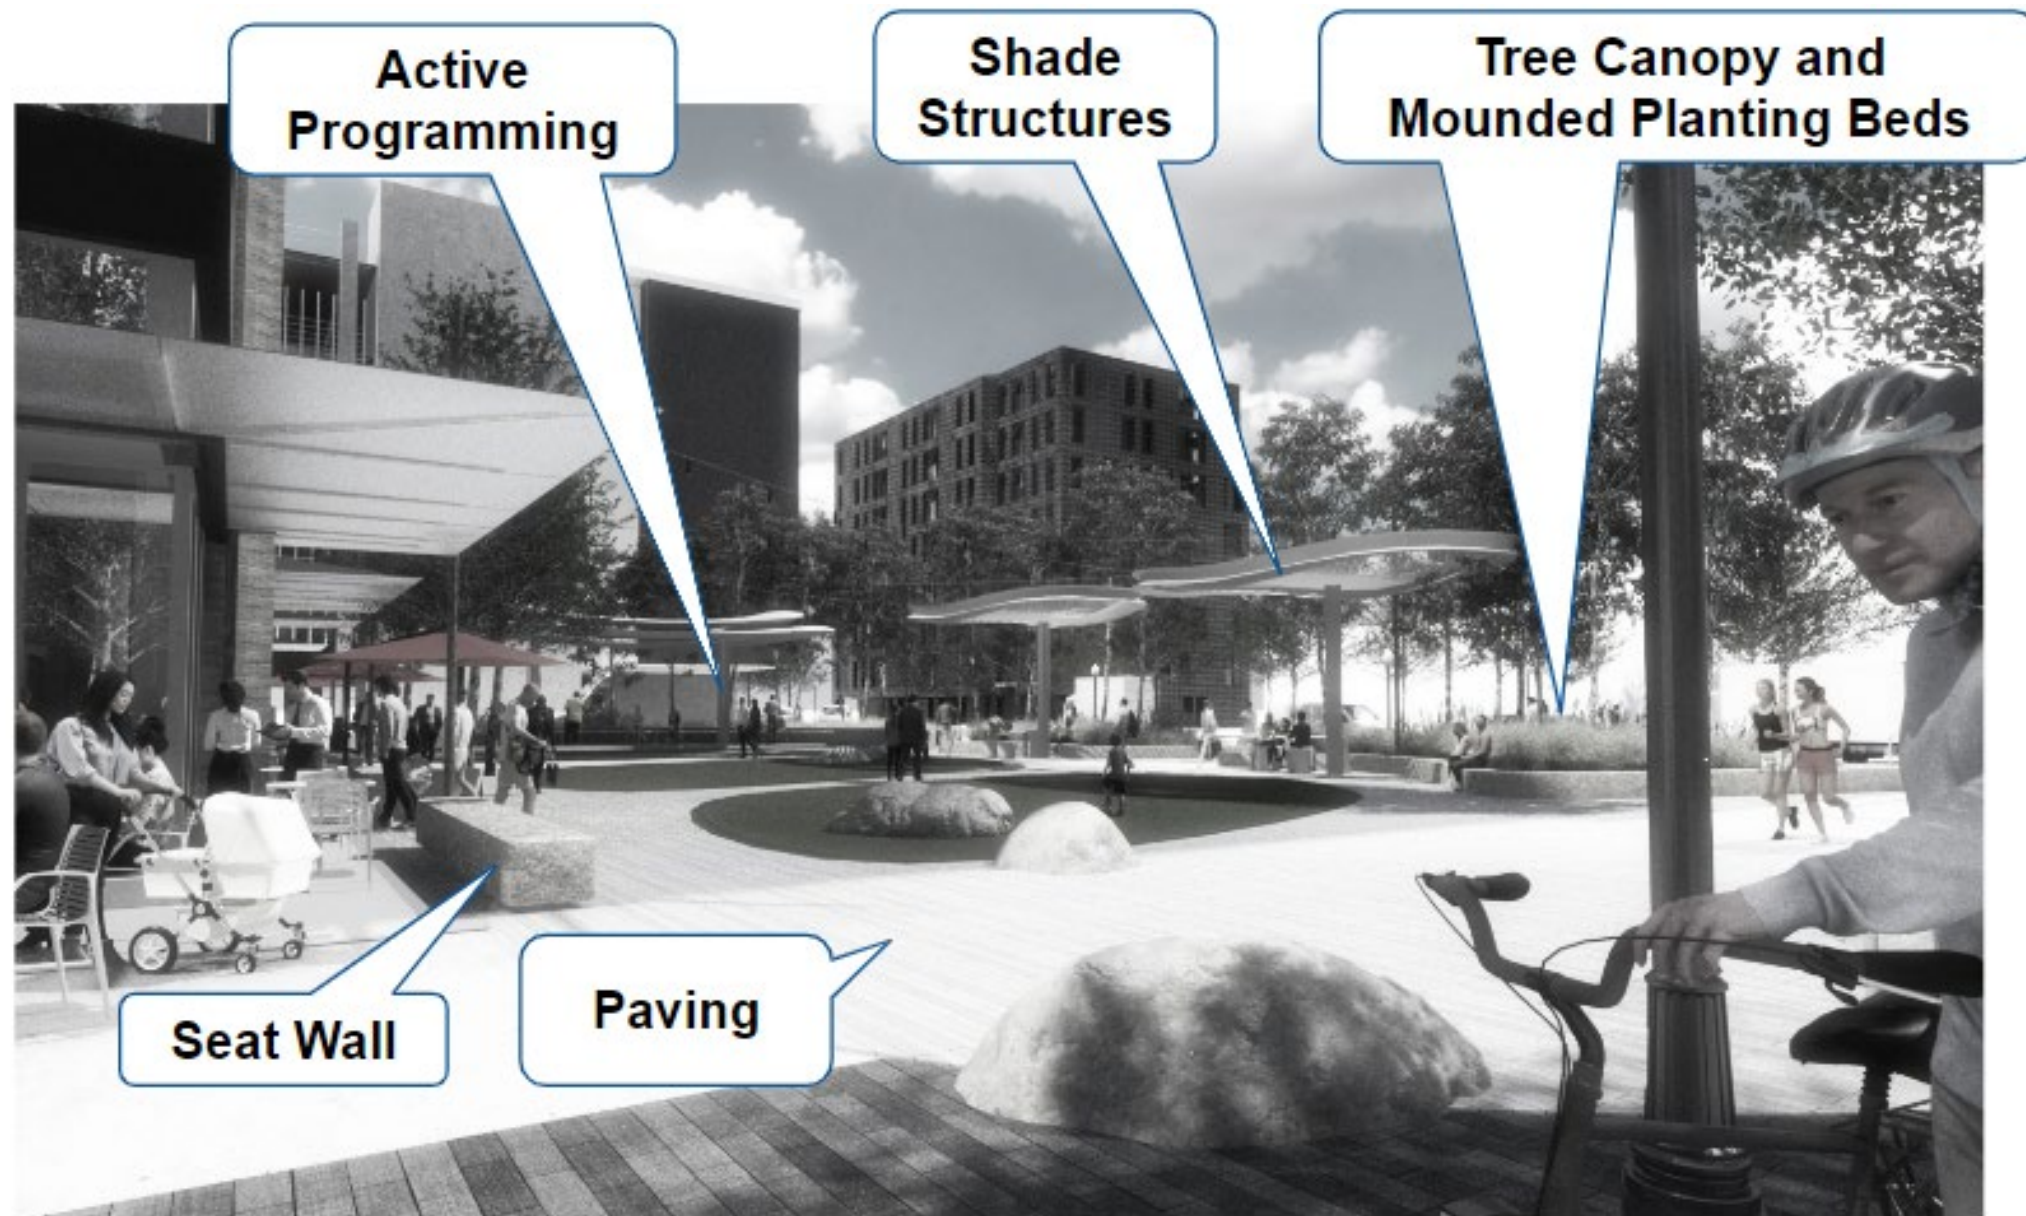 Active
Programming
Shade
Structures
Tree Canopy and
Mounded Planting Beds
Seat Wall
Paving